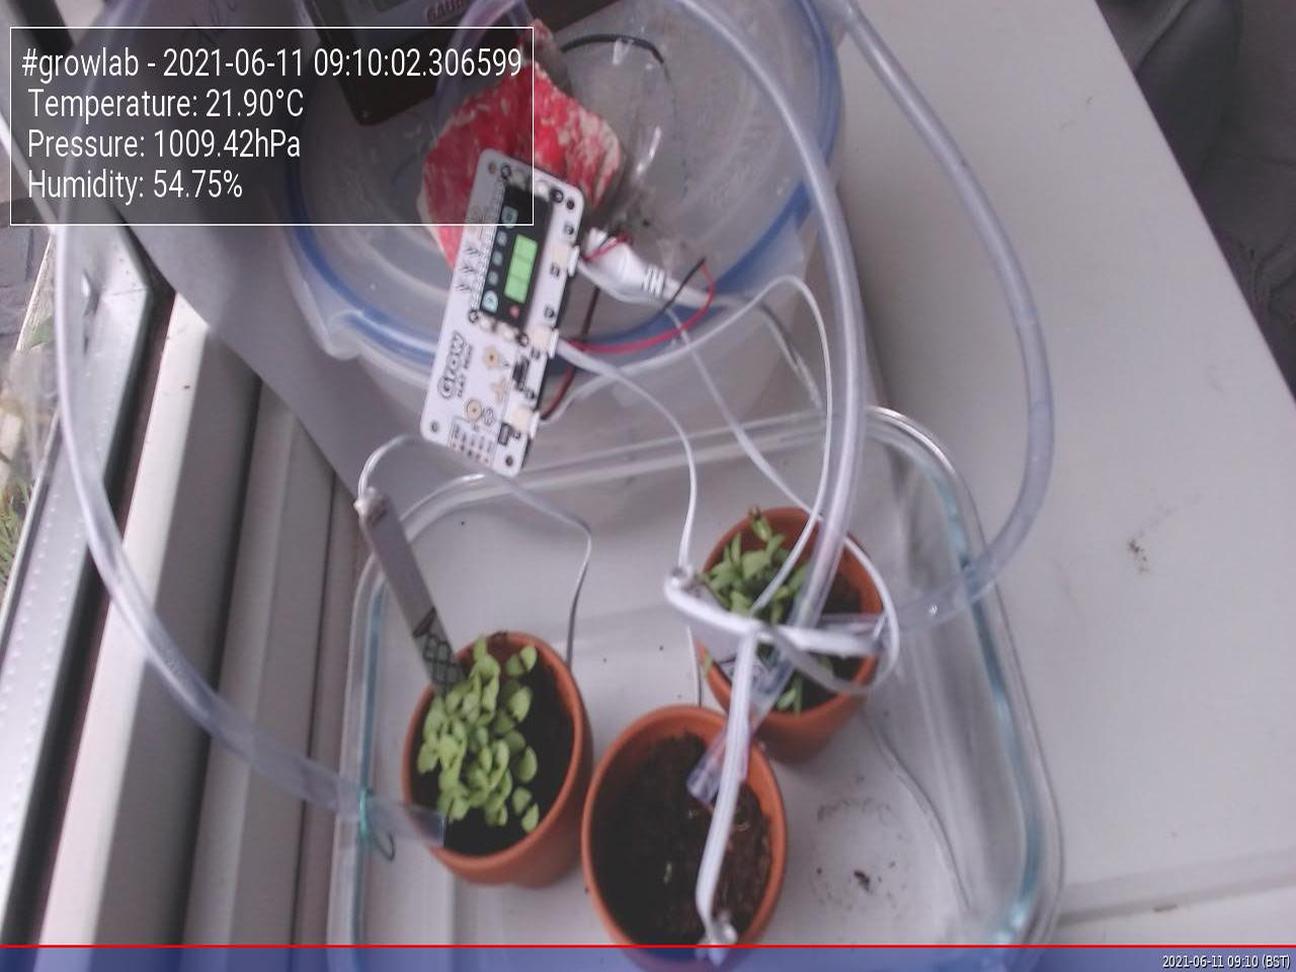 #growlab - 2021-06-11 09:10:02.306599
Temperature: 21.90°C
Pressure: 1009.42hPa
Humidity: 54.75%
Grow
2021-06-11 09:10 (BST)